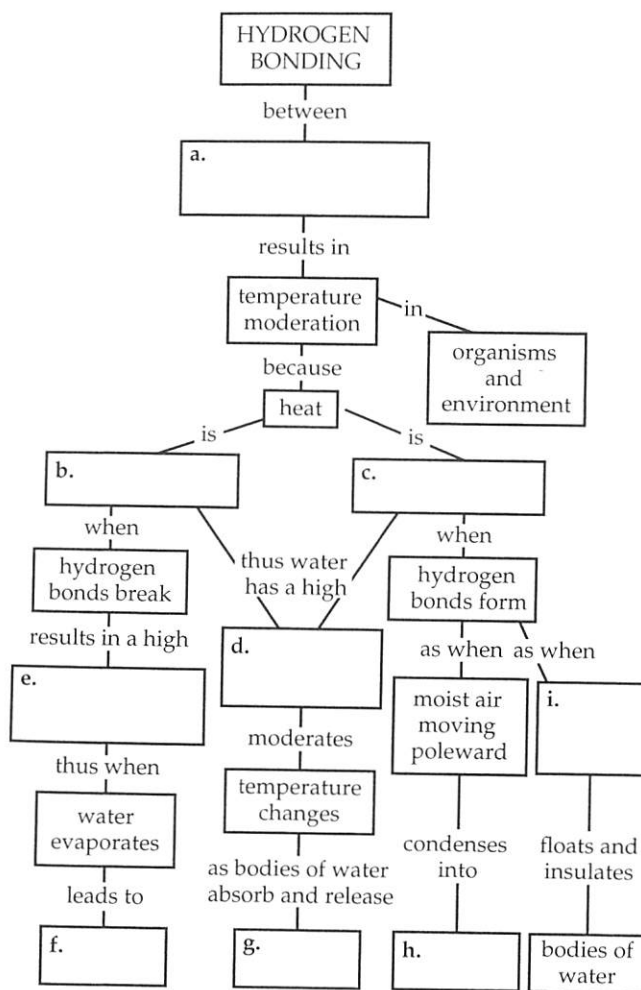 HYDROGEN
BONDING
between
a.
results in
temperature
moderation
in
organisms
and
environment
because
heat
is
is
b.
c.
when
thus water
has a high
when
hydrogen
bonds break
hydrogen
bonds form
results in a high
d.
as when
as when
e.
moist air
moving
poleward
i.
moderates
thus when
temperature
changes
water
evaporates
condenses
into
floats and
insulates
as bodies of water
absorb and release
leads to
f.
g.
h.
bodies of
water